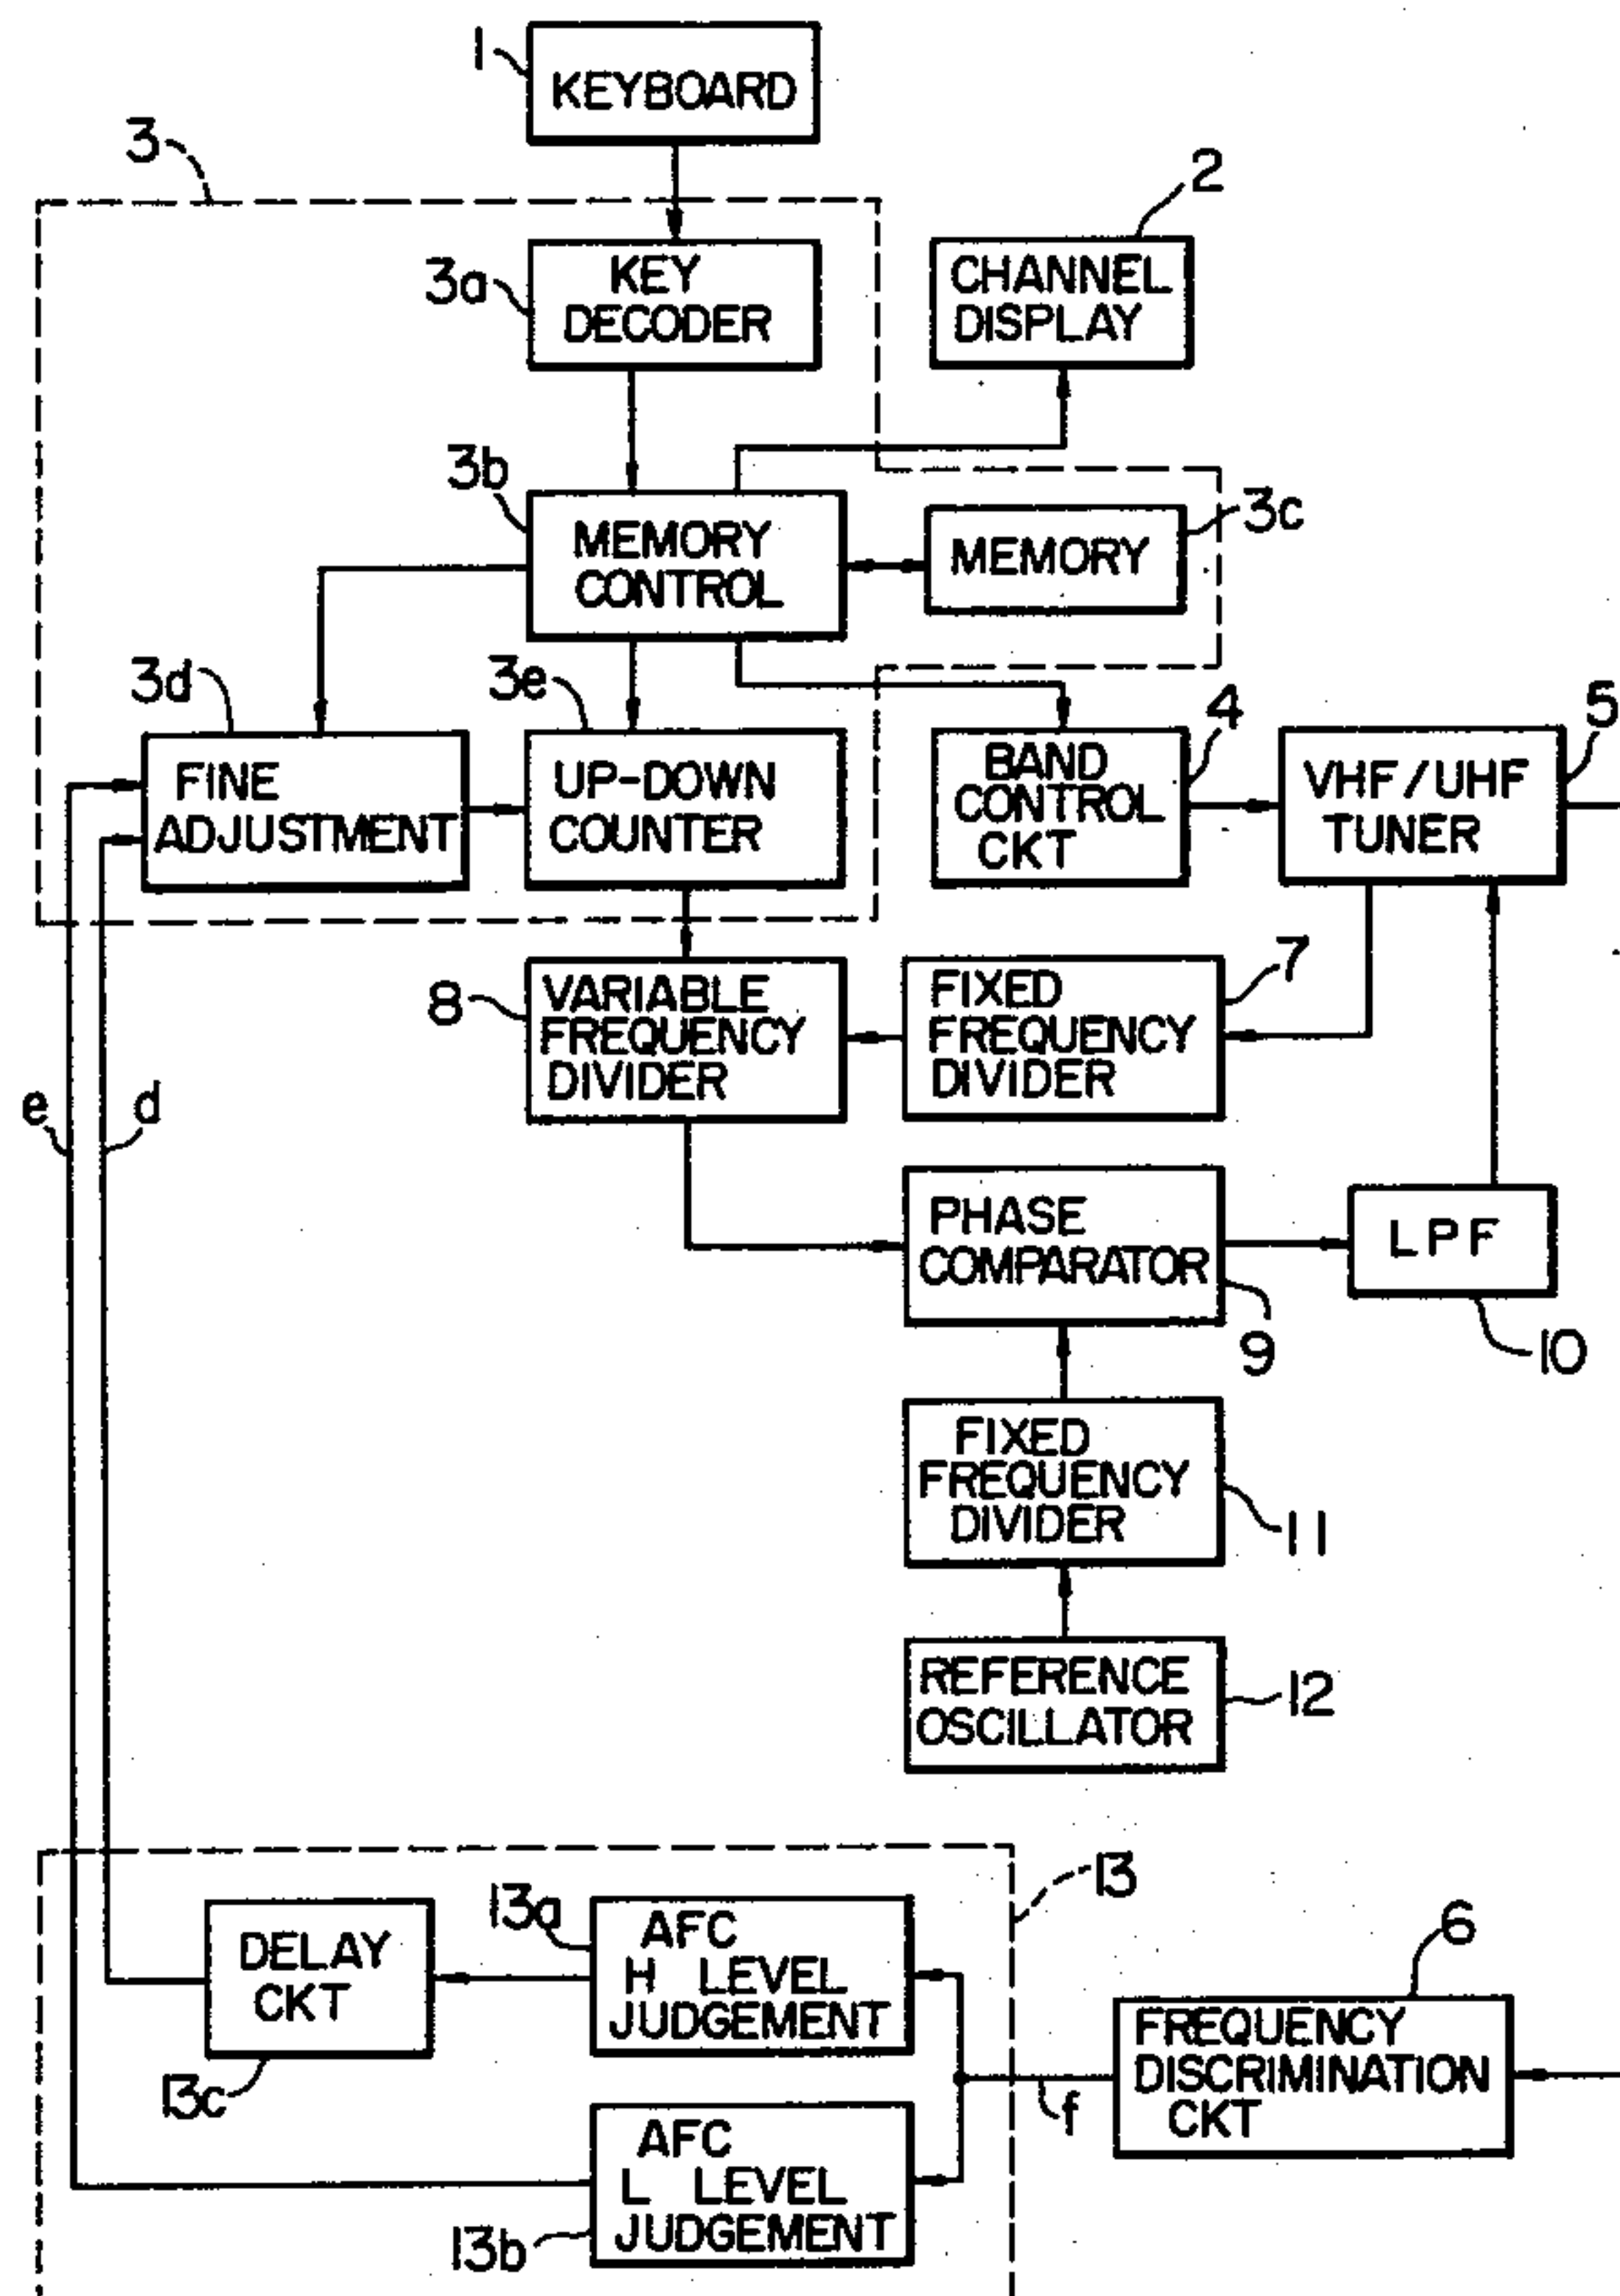 1
KEYBOARD
3
2
3a
KEY
DECODER
CHANNEL
DISPLAY
3b
MEMORY
CONTROL
3c
MEMORY
3d
3e
4
5
FINE
ADJUSTMENT
UP-DOWN
COUNTER
BAND
CONTROL
CKT
VHF/UHF
TUNER
8
VARIABLE
FREQUENCY
DIVIDER
7
FIXED
FREQUENCY
DIVIDER
e
d
PHASE
COMPARATOR
9
LPF
10
FIXED
FREQUENCY
DIVIDER
11
REFERENCE
OSCILLATOR
12
13
13a
AFC
H LEVEL
JUDGEMENT
DELAY
CKT
13c
6
FREQUENCY
DISCRIMINATION
CKT
f
AFC
L LEVEL
JUDGEMENT
13b